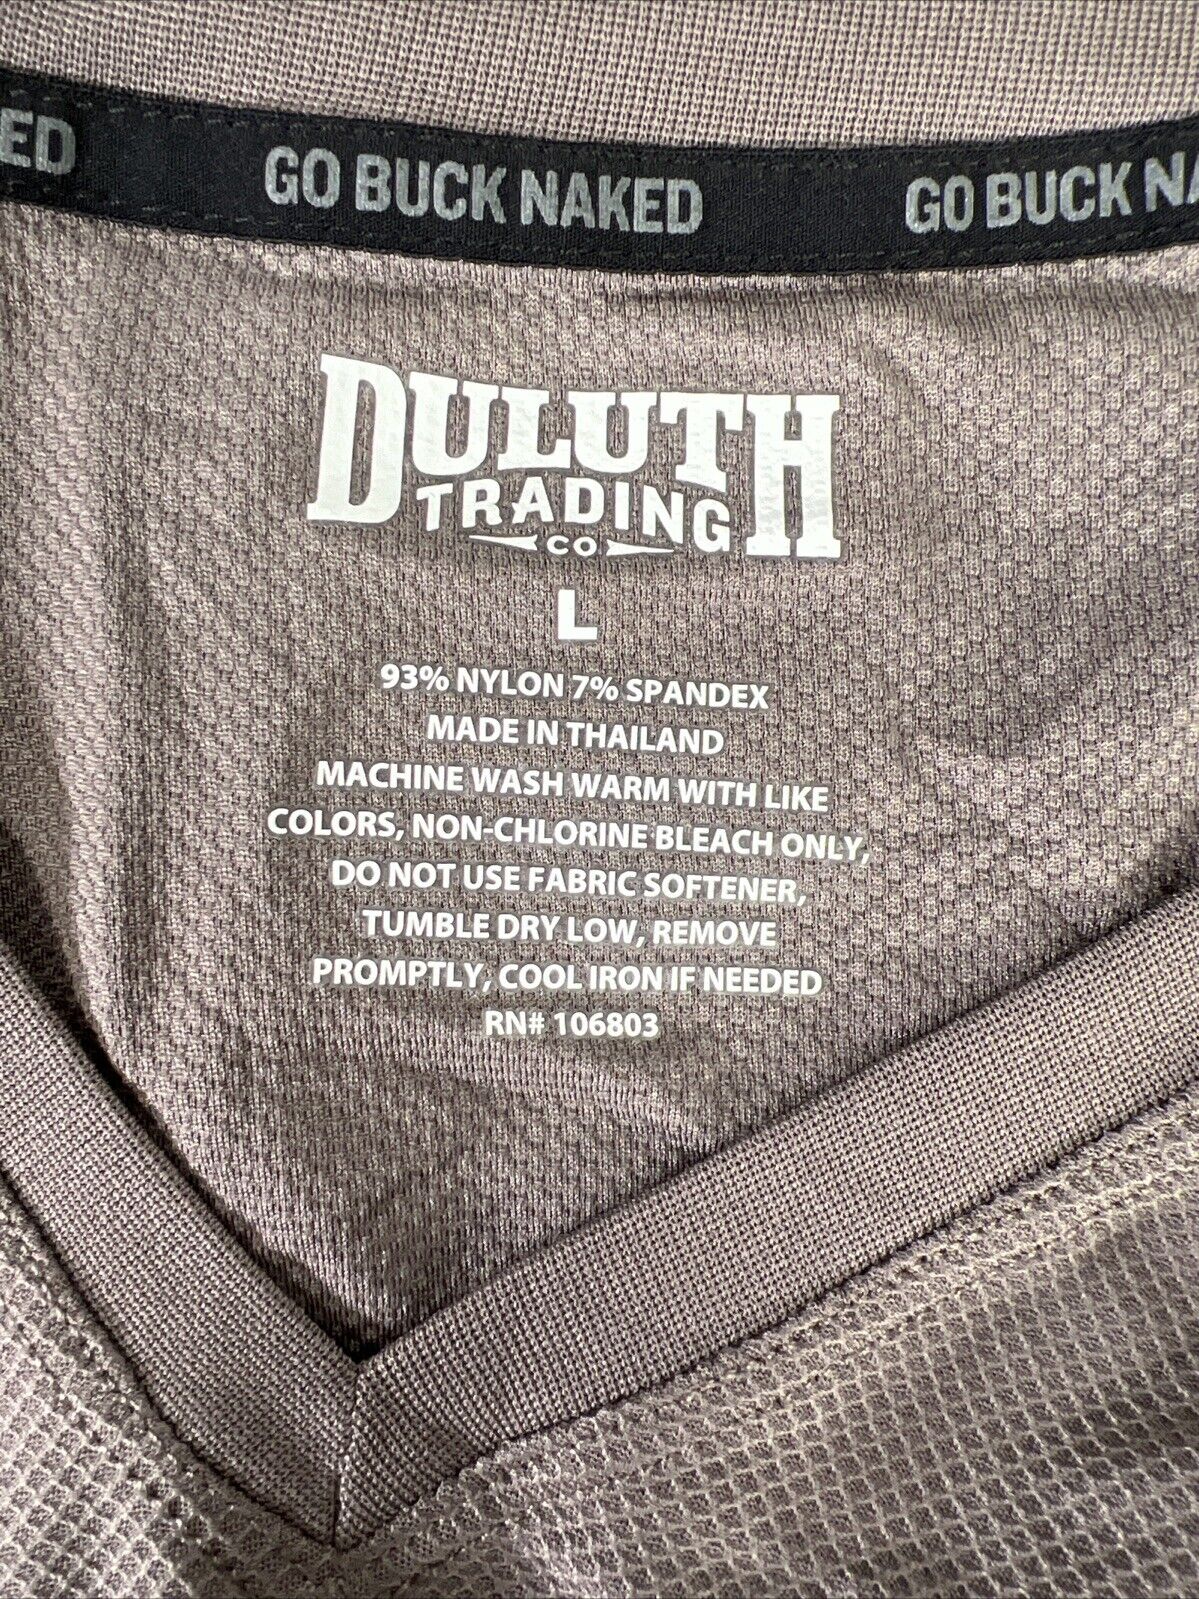 ED GO BUCK NAKED GO BUCK NA
DULUTH
TRADING
CO
L
93% NYLON 7% SPANDEX
MADE IN THAILAND
MACHINE WASH WARM WITH LIKE
COLORS, NON-CHLORINE BLEACH ONLY,
DO NOT USE FABRIC SOFTENER,
TUMBLE DRY LOW, REMOVE
PROMPTLY, COOL IRON IF NEEDED
RN# 106803